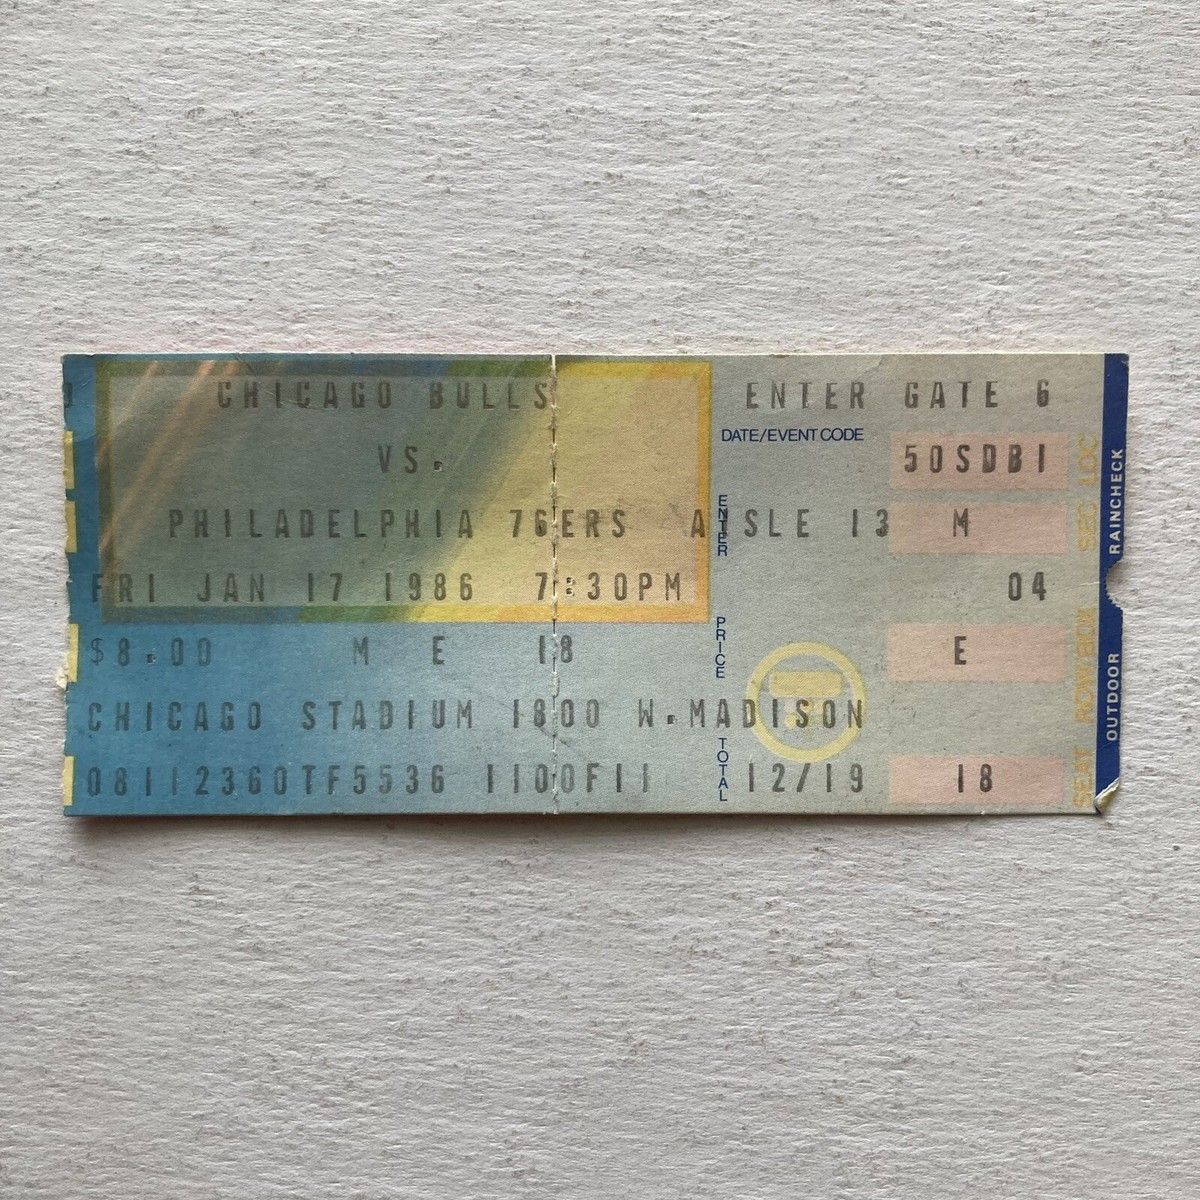 CHICAGO BULLS ENTER GATE 6
DATE/EVENT CODE
VS. 50SDB1
PHILADELPHIA 76ERS AISLE 13 M
ENTER
FRI JAN 17 1986 7:30PM 04
PRICE
$8.00 M E 18 E
CHICAGO STADIUM 1800 W.MADISON
TOTAL
08112360TF5536 1100F11 12/19 18
SEC LOC
ROW/BOX
SEAT
RAINCHECK
OUTDOOR